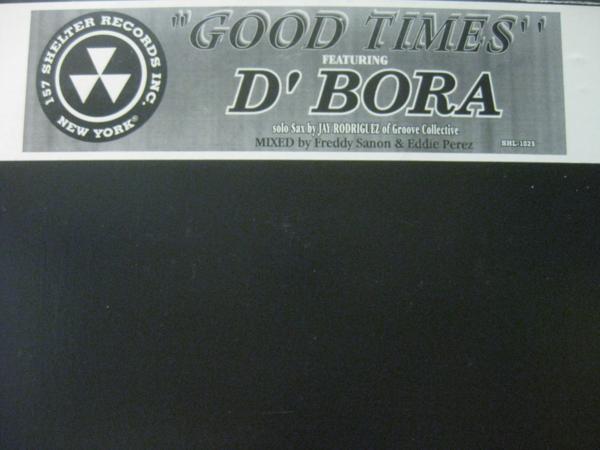 157 SHELTER RECORDS INC.
NEW YORK®
"GOOD TIMES"
FEATURING
D' BORA
solo Sax by JAY RODRIGUEZ of Groove Collective
MIXED by Freddy Sanon & Eddie Perez
SHL-1025